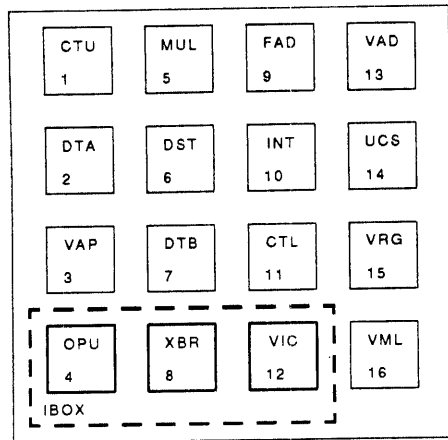 CTU MUL FAD VAD
1 5 9 13
DTA DST INT UCS
2 6 10 14
VAP DTB CTL VRG
3 7 11 15
OPU XBR VIC VML
4 8 12 16
IBOX